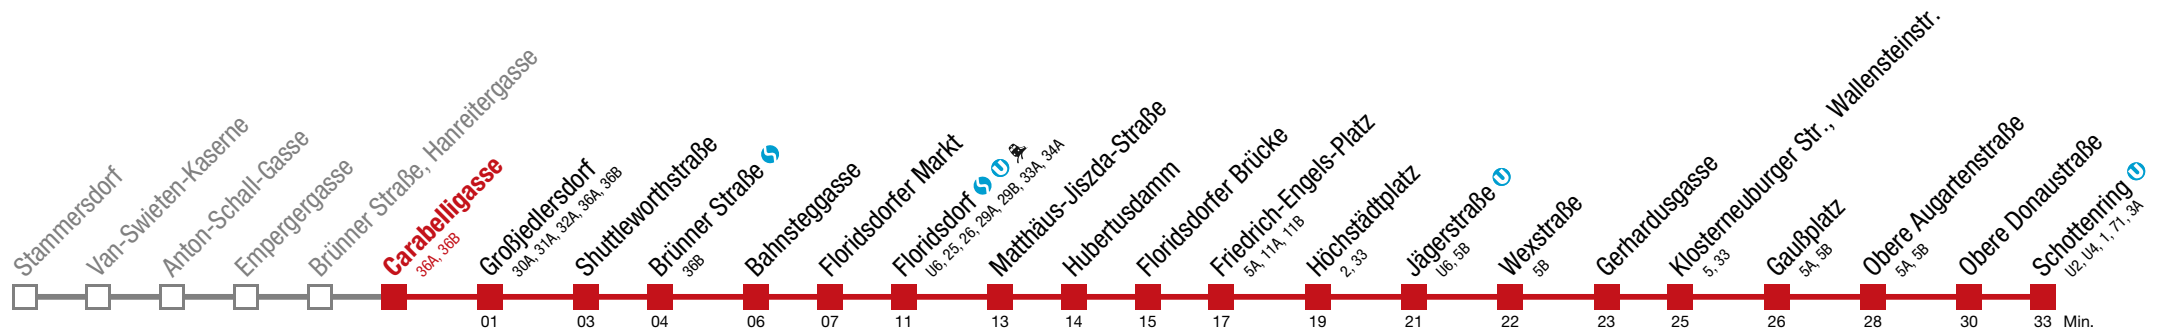 Stammersdorf
Van-Swieten-Kaserne
Anton-Schall-Gasse
Empergergasse
Brünner Straße, Hanreitergasse
Carabelligasse
36A, 36B
Großjedlersdorf
30A, 31A, 32A, 36A, 36B
Shuttleworthstraße
Brünner Straße S
36B
Bahnsteggasse
Floridsdorfer Markt
Floridsdorf S U
U6, 25, 26, 29A, 29B, 33A, 34A
Matthäus-Jiszda-Straße
Hubertusdamm
Floridsdorfer Brücke
Friedrich-Engels-Platz
5A, 11A, 11B
Höchstädtplatz
2, 33
Jägerstraße U
U6, 5B
Wexstraße
5B
Gerhardusgasse
Klosterneuburger Str., Wallensteinstr.
5, 33
Gaußplatz
5A, 5B
Obere Augartenstraße
5A, 5B
Obere Donaustraße
Schottenring U
U2, U4, 1, 71, 3A
01 03 04 06 07 11 13 14 15 17 19 21 22 23 25 26 28 30 33 Min.